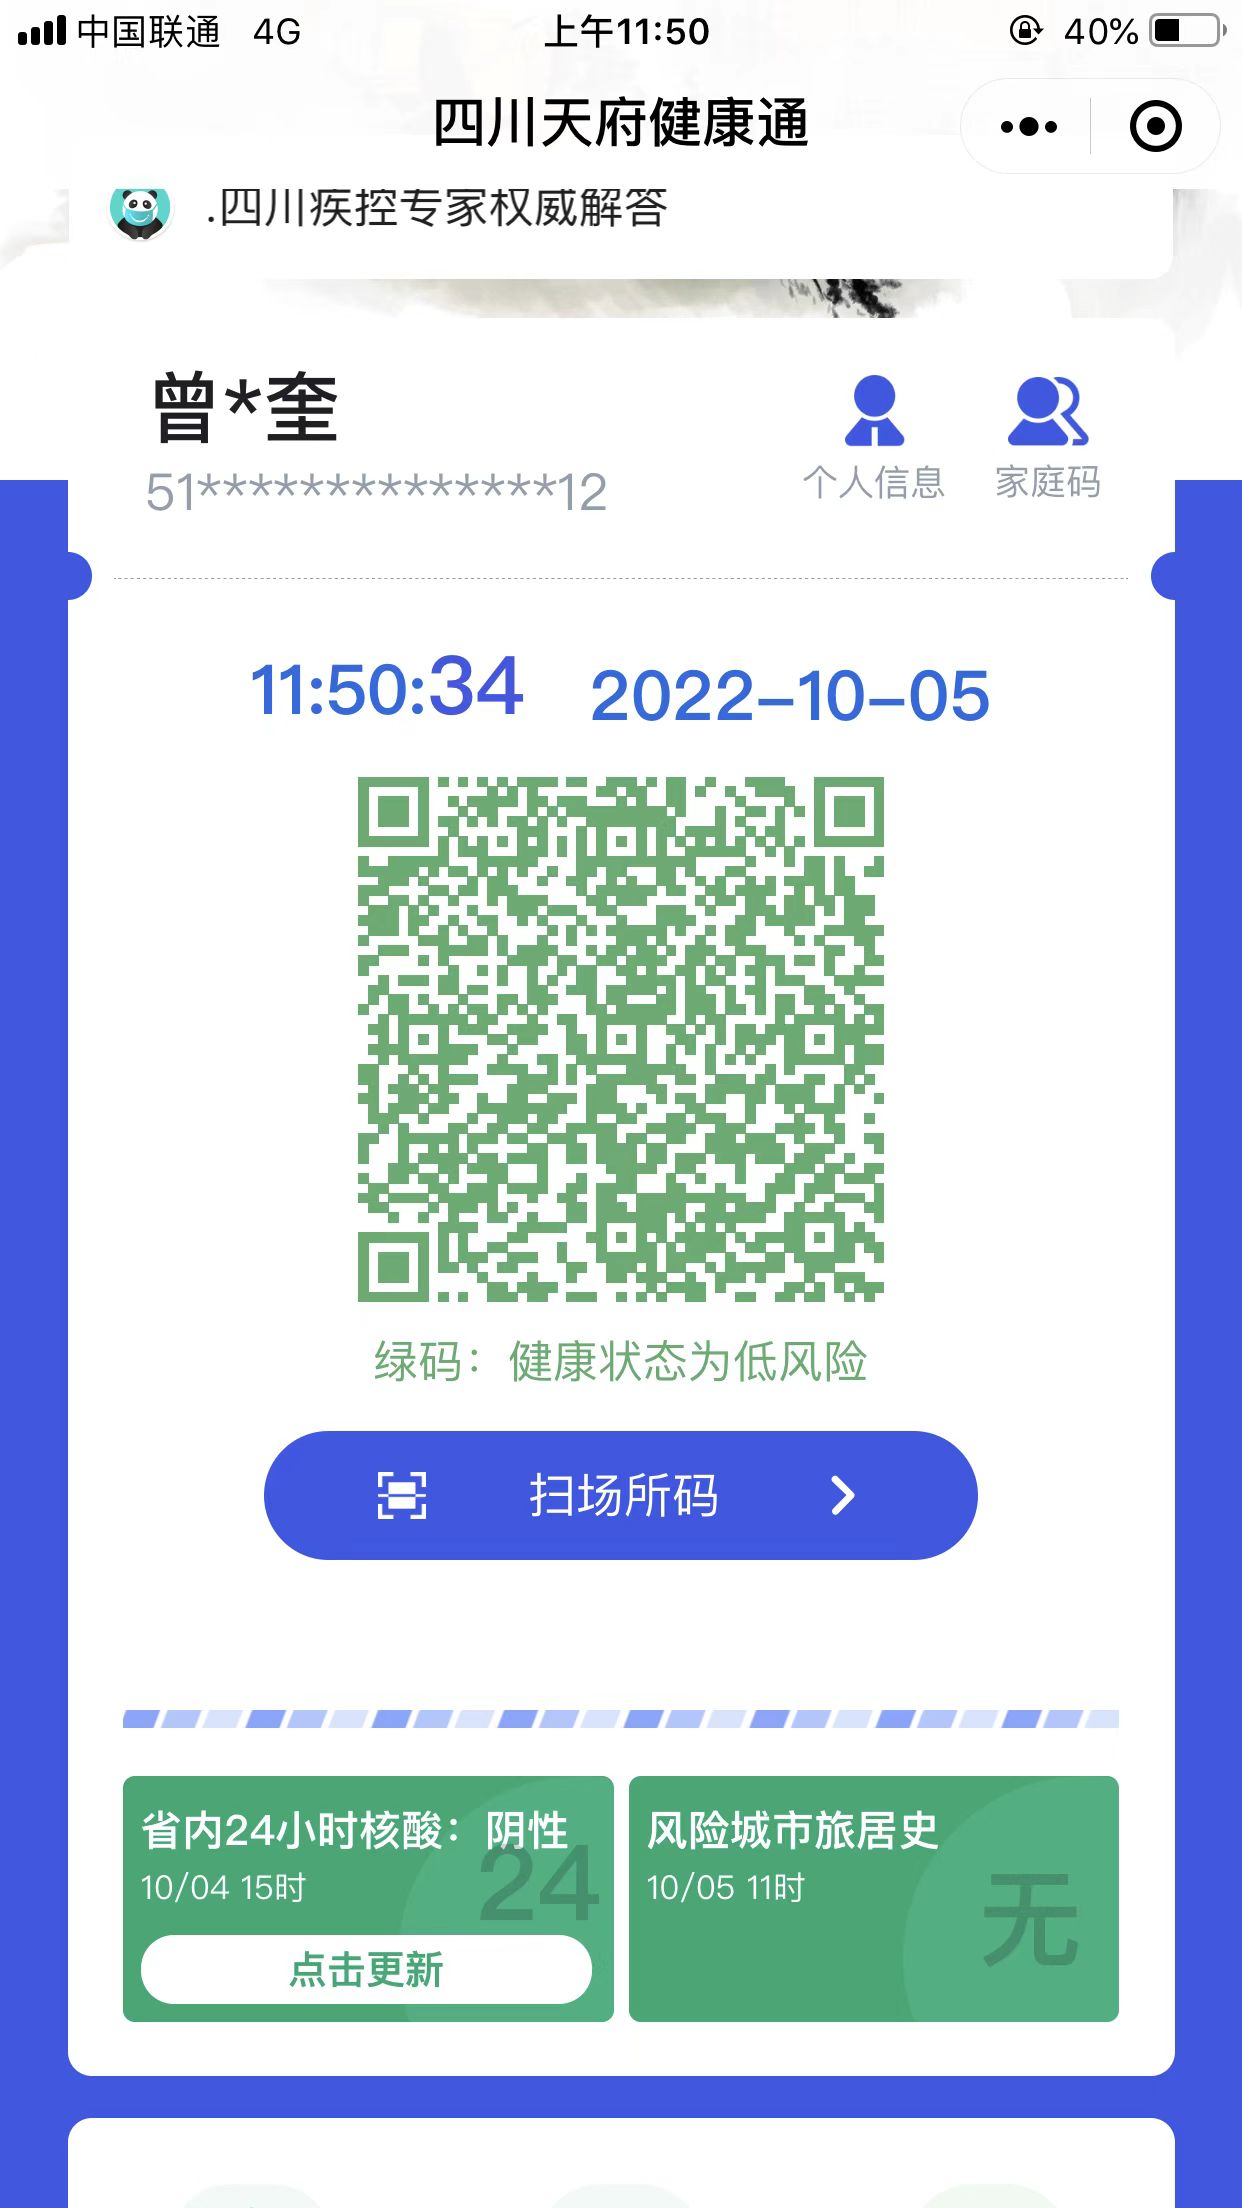 中国联通 4G 上午11:50 40%
四川天府健康通
.四川疾控专家权威解答
曾*奎
51**************12
个人信息 家庭码
11:50:34 2022-10-05
绿码：健康状态为低风险
扫场所码
省内24小时核酸：阴性
10/04 15时
24
点击更新
风险城市旅居史
10/05 11时
无